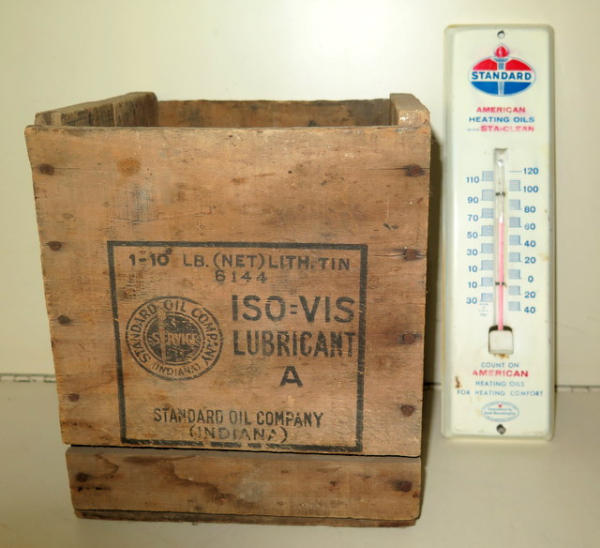 1-10 LB. (NET) LITH. TIN
6144
ISO=VIS
LUBRICANT
A
STANDARD OIL COMPANY
SERVICE
(INDIANA)
STANDARD OIL COMPANY
(INDIANA)
STANDARD
AMERICAN
HEATING OILS
STA-CLEAN
120
110 100
90 80
70 60
50 40
30 20
10 0
10 20
30 40
COUNT ON
AMERICAN
HEATING OILS
FOR HEATING COMFORT